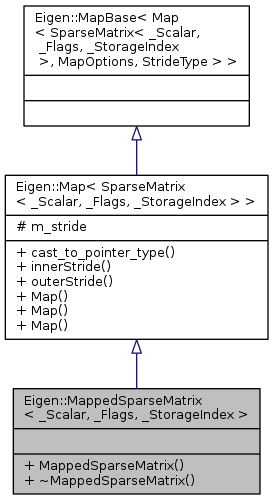 Eigen::MapBase< Map
< SparseMatrix< _Scalar,
_Flags, _StorageIndex
>, MapOptions, StrideType > >
Eigen::Map< SparseMatrix
< _Scalar, _Flags, _StorageIndex > >
# m_stride
+ cast_to_pointer_type()
+ innerStride()
+ outerStride()
+ Map()
+ Map()
+ Map()
Eigen::MappedSparseMatrix
< _Scalar, _Flags, _StorageIndex >
+ MappedSparseMatrix()
+ ~MappedSparseMatrix()